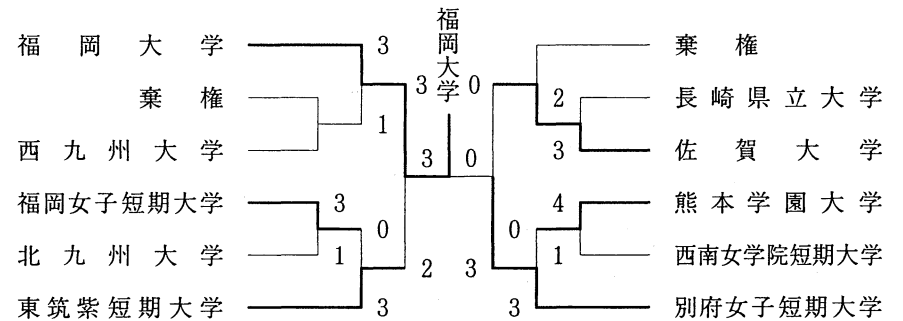 福岡大学
福岡大学 3 棄権
3 0
棄権 2 長崎県立大学
1
西九州大学 3 0 3 佐賀大学
福岡女子短期大学 3 4 熊本学園大学
0 0
北九州大学 1 1 西南女学院短期大学
2 3
東筑紫短期大学 3 3 別府女子短期大学